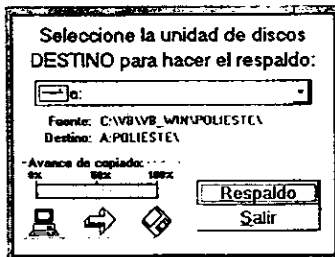 Seleccione la unidad de discos
DESTINO para hacer el respaldo:
a:
Fuente: C:\VB\VB_WIN\POLIESTE\
Destino: A:POLIESTE\
Avance de copiado:
0% 50% 100%
Respaldo
Salir